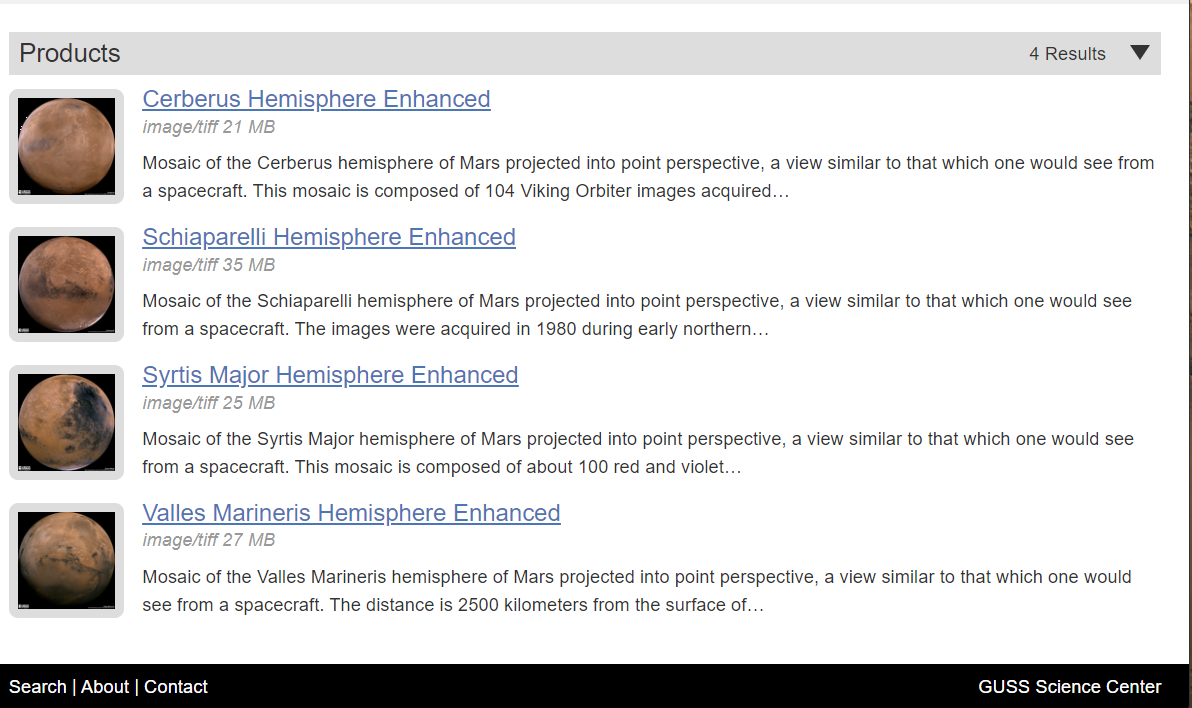 Products
4 Results
Cerberus Hemisphere Enhanced
image/tiff 21 MB
Mosaic of the Cerberus hemisphere of Mars projected into point perspective, a view similar to that which one would see from
a spacecraft. This mosaic is composed of 104 Viking Orbiter images acquired…
Schiaparelli Hemisphere Enhanced
image/tiff 35 MB
Mosaic of the Schiaparelli hemisphere of Mars projected into point perspective, a view similar to that which one would see
from a spacecraft. The images were acquired in 1980 during early northern…
Syrtis Major Hemisphere Enhanced
image/tiff 25 MB
Mosaic of the Syrtis Major hemisphere of Mars projected into point perspective, a view similar to that which one would see
from a spacecraft. This mosaic is composed of about 100 red and violet…
Valles Marineris Hemisphere Enhanced
image/tiff 27 MB
Mosaic of the Valles Marineris hemisphere of Mars projected into point perspective, a view similar to that which one would
see from a spacecraft. The distance is 2500 kilometers from the surface of…
Search | About | Contact
GUSS Science Center